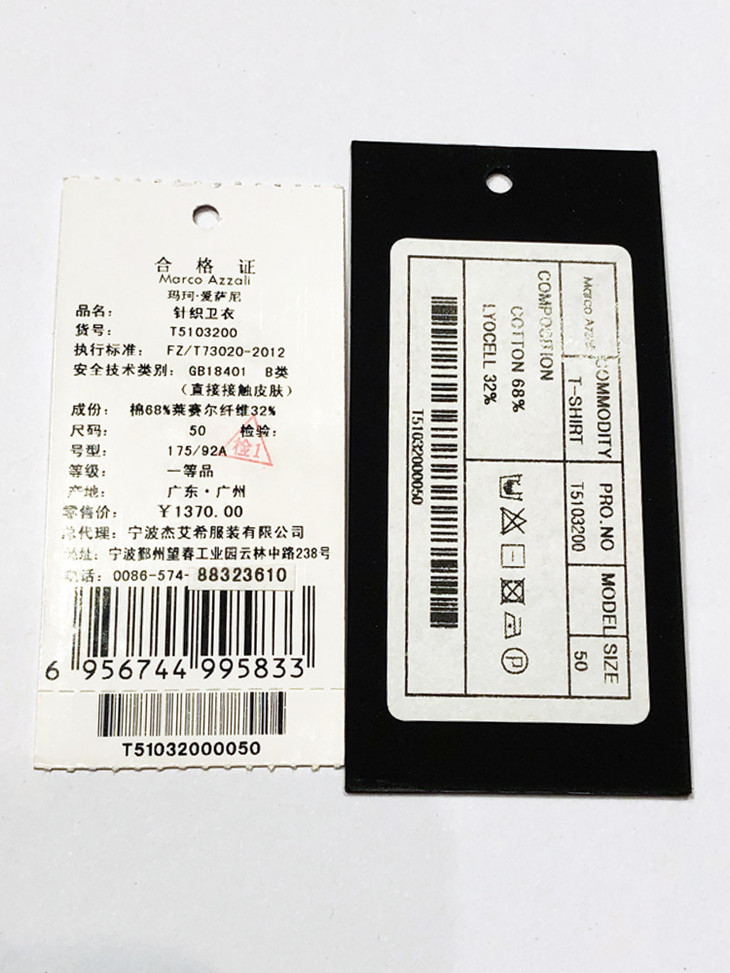 合格证
Marco Azzali
玛珂·爱萨尼
品名： 针织卫衣
货号： T5103200
执行标准： FZ/T73020-2012
安全技术类别： GB18401 B类
（直接接触皮肤）
成份： 棉68%莱赛尔纤维32%
尺码： 50 检验：
检1
号型： 175/92A
等级： 一等品
产地： 广东·广州
零售价： ￥1370.00
总代理：宁波杰艾希服装有限公司
地址：宁波鄞州望春工业园云林中路238号
电话：0086-574-88323610
6 956744 995833
T51032000050
Marco Azzali
COMMODITY PRO.NO MODEL SIZE
T-SHIRT T5103200 50
COMPOSITION
COTTON 68%
LYOCELL 32%
P
T51032000050